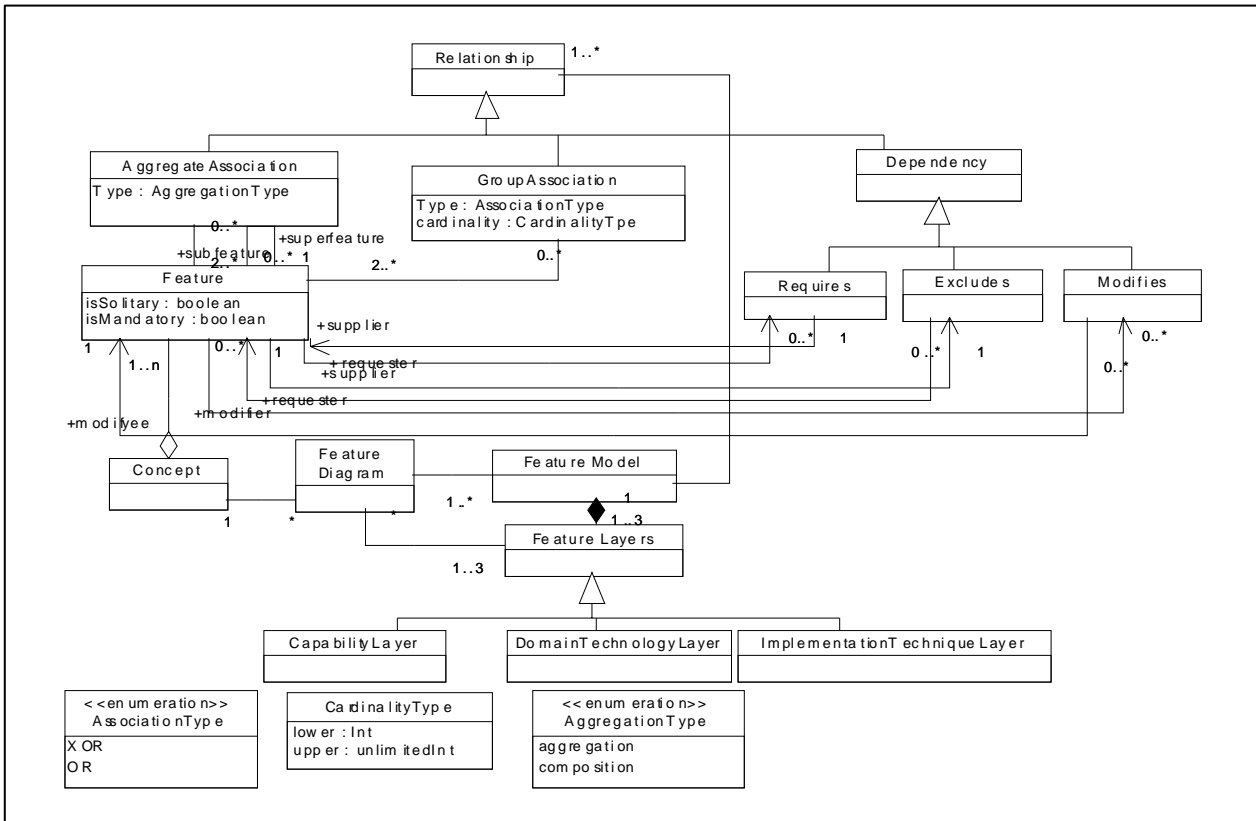 Relationship
1..*
AggregateAssociation
Type : AggregationType
GroupAssociation
Type : AssociationType
cardinality : CardinalityTpe
Dependency
0..*
+superfeature
+subfeature
2..*
0..*
1
2..*
0..*
Feature
isSolitary : boolean
isMandatory : boolean
Requires
Excludes
Modifies
+supplier
0..*
1
0..*
1
0..*
1
1..n
0..*
1
+requester
+supplier
0..*
+requester
+modifier
+modifyee
Concept
Feature
Diagram
Feature Model
1
*
1..*
*
1
1..3
Feature Layers
1..3
CapabilityLayer
DomainTechnologyLayer
ImplementationTechniqueLayer
<<enumeration>>
AssociationType
XOR
OR
CardinalityType
lower : Int
upper : unlimitedInt
<<enumeration>>
AggregationType
aggregation
composition